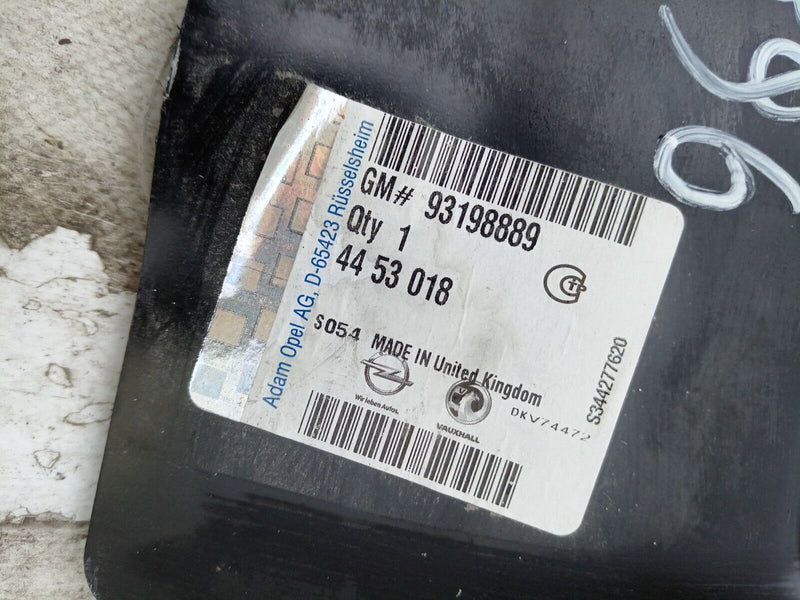 GM# 93198889
Qty 1
44 53 018
S054 MADE IN United Kingdom
Wir leben Autos.
VAUXHALL
DKV74472
S344277620
Adam Opel AG, D-65423 Rüsselsheim